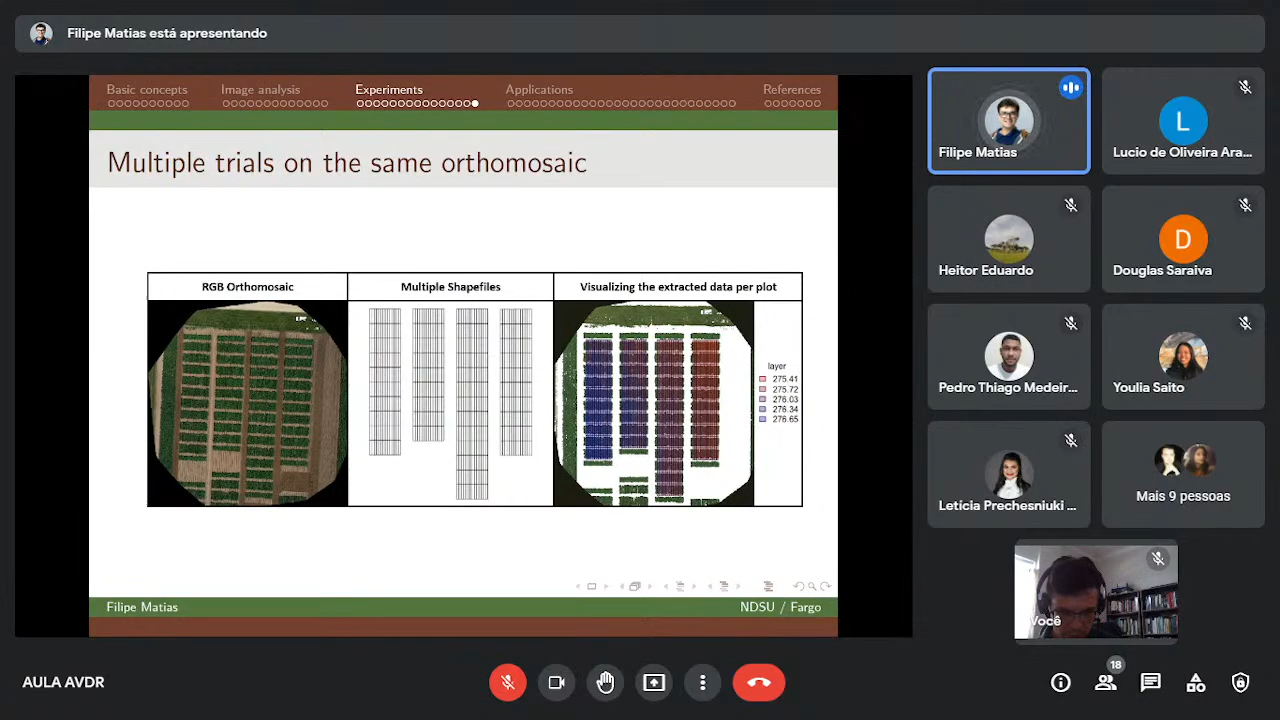 Filipe Matias está apresentando
Basic concepts Image analysis Experiments Applications References
Multiple trials on the same orthomosaic
RGB Orthomosaic Multiple Shapefiles Visualizing the extracted data per plot
layer
275.41
275.72
276.03
276.34
276.65
Filipe Matias NDSU / Fargo
Filipe Matias
L
Lucio de Oliveira Ara...
Heitor Eduardo
D
Douglas Saraiva
Pedro Thiago Medeir...
Youlia Saito
Letícia Prechesniuki ...
Mais 9 pessoas
Você
AULA AVDR
18